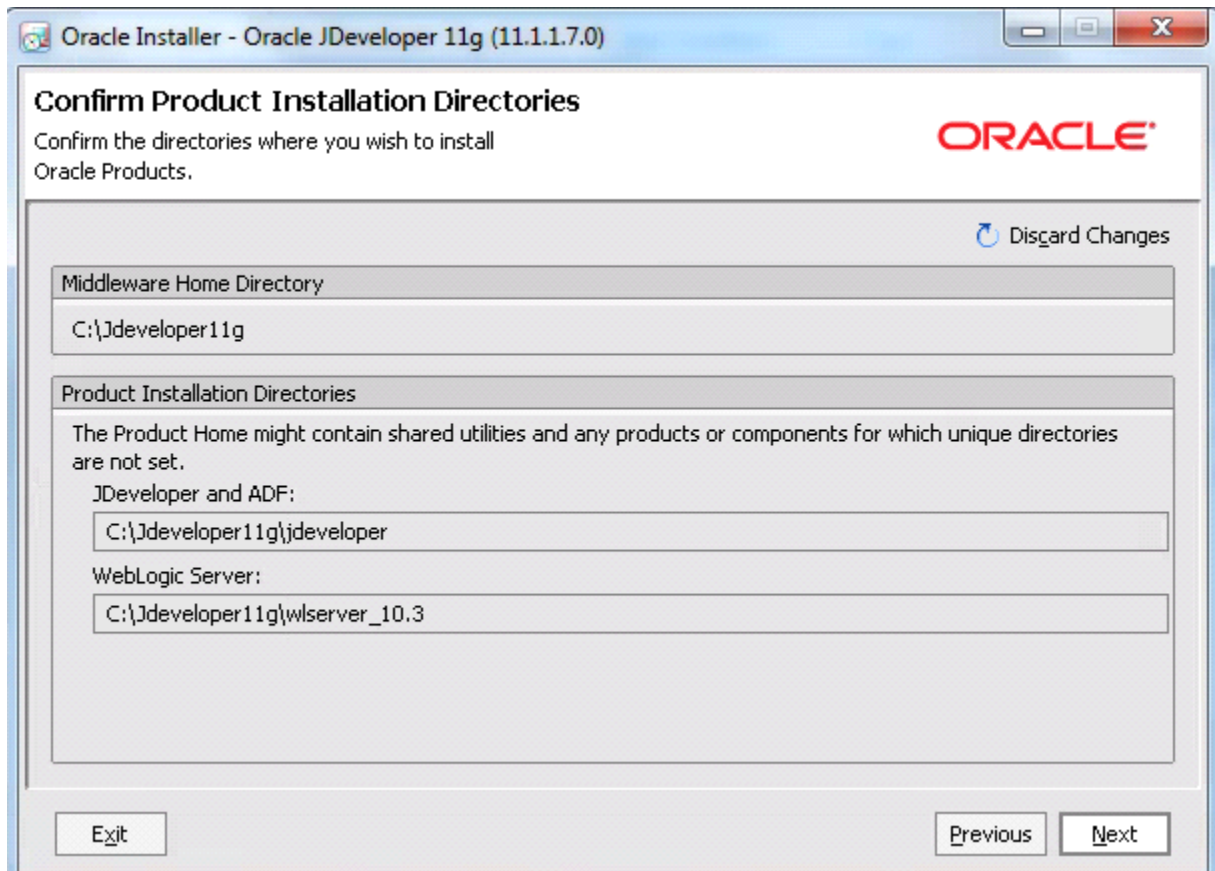 Oracle Installer - Oracle JDeveloper 11g (11.1.1.7.0)
Confirm Product Installation Directories
Confirm the directories where you wish to install
Oracle Products.
ORACLE
Discard Changes
Middleware Home Directory
C:\Jdeveloper11g
Product Installation Directories
The Product Home might contain shared utilities and any products or components for which unique directories
are not set.
JDeveloper and ADF:
C:\Jdeveloper11g\jdeveloper
WebLogic Server:
C:\Jdeveloper11g\wlserver_10.3
Exit
Previous
Next